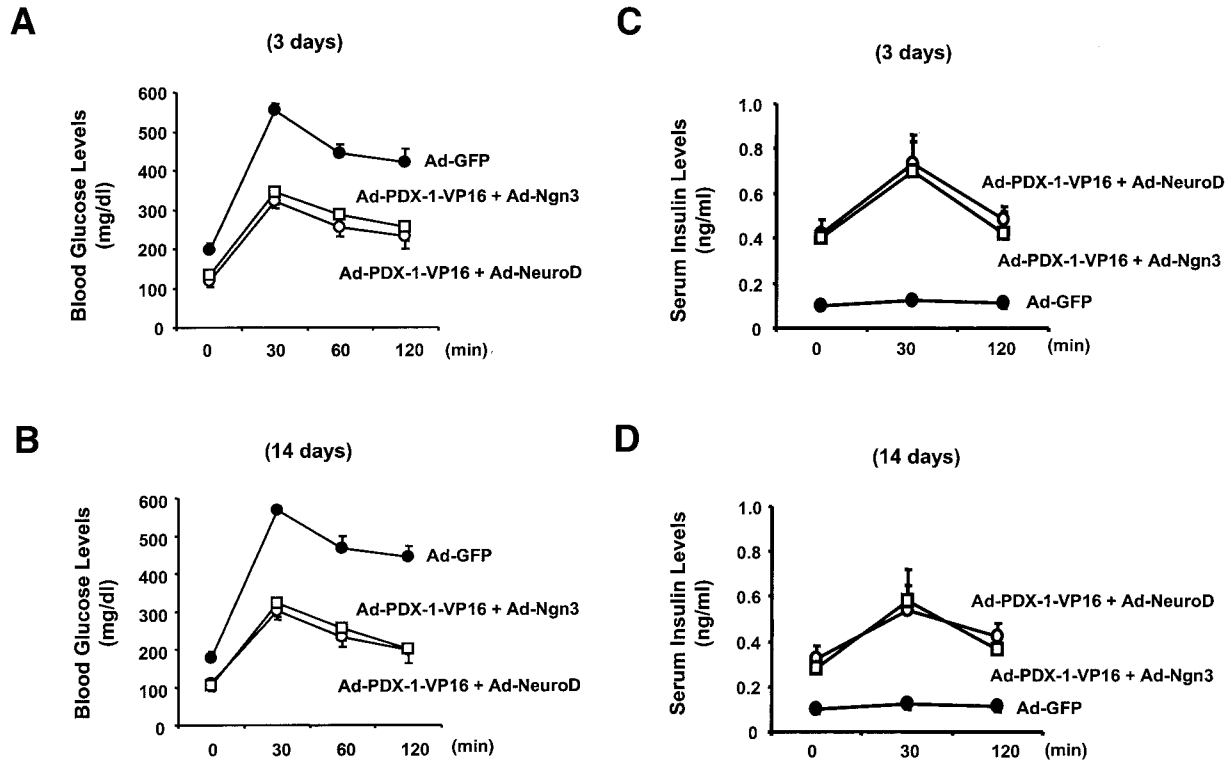 A
(3 days)
Blood Glucose Levels
(mg/dl)
600
500
400
300
200
100
0
0 30 60 120 (min)
Ad-GFP
Ad-PDX-1-VP16 + Ad-Ngn3
Ad-PDX-1-VP16 + Ad-NeuroD
C
(3 days)
Serum Insulin Levels
(ng/ml)
1.0
0.8
0.6
0.4
0.2
0
0 30 120 (min)
Ad-PDX-1-VP16 + Ad-NeuroD
Ad-PDX-1-VP16 + Ad-Ngn3
Ad-GFP
B
(14 days)
Blood Glucose Levels
(mg/dl)
600
500
400
300
200
100
0
0 30 60 120 (min)
Ad-GFP
Ad-PDX-1-VP16 + Ad-Ngn3
Ad-PDX-1-VP16 + Ad-NeuroD
D
(14 days)
Serum Insulin Levels
(ng/ml)
1.0
0.8
0.6
0.4
0.2
0
0 30 120 (min)
Ad-PDX-1-VP16 + Ad-NeuroD
Ad-PDX-1-VP16 + Ad-Ngn3
Ad-GFP